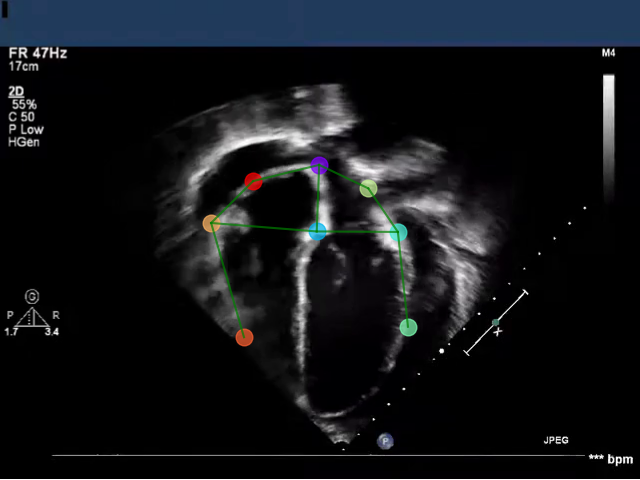 FR 47Hz
17cm
M4
2D
55%
C 50
P Low
HGen
G
P R
1.7 3.4
P
JPEG
*** bpm